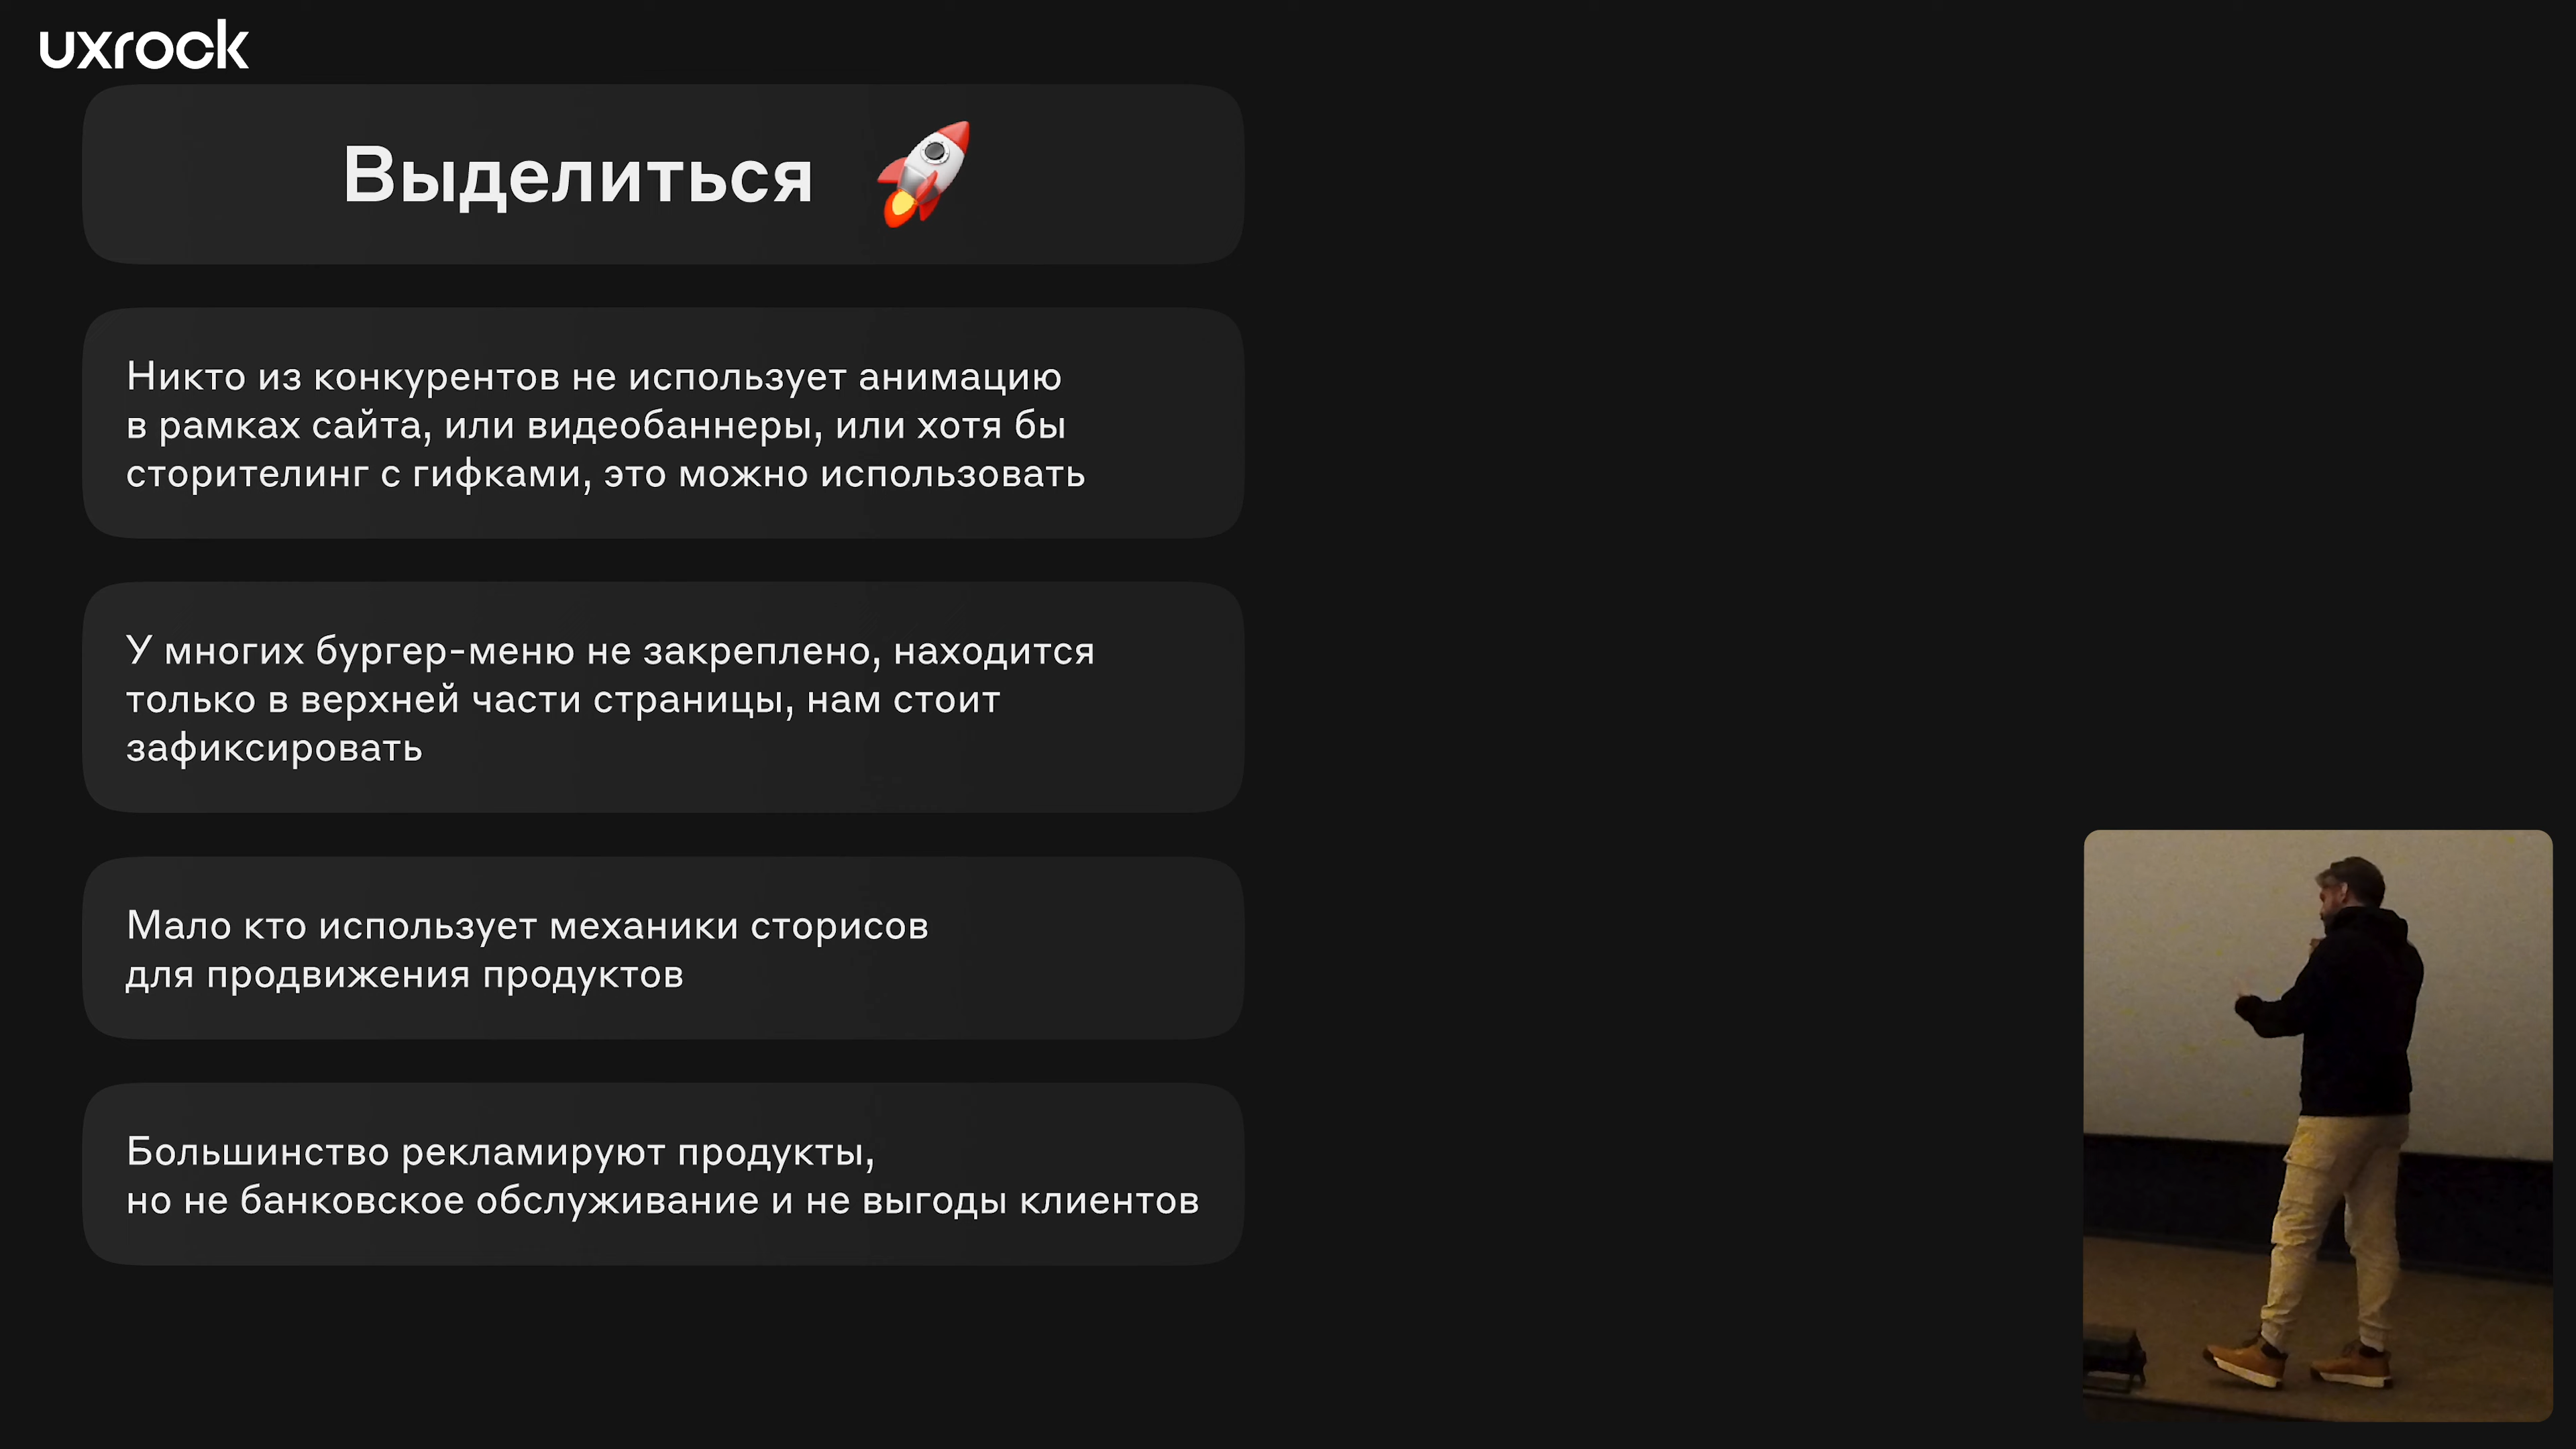 uxrock
Выделиться
Никто из конкурентов не использует анимацию
в рамках сайта, или видеобаннеры, или хотя бы
сторителинг с гифками, это можно использовать
У многих бургер-меню не закреплено, находится
только в верхней части страницы, нам стоит
зафиксировать
Мало кто использует механики сторисов
для продвижения продуктов
Большинство рекламируют продукты,
но не банковское обслуживание и не выгоды клиентов